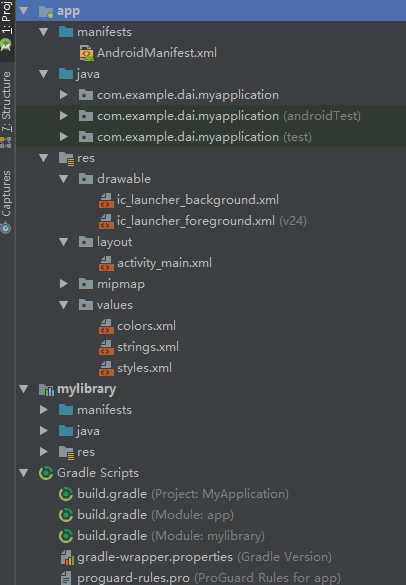 1: Proj
7: Structure
Captures
app
manifests
AndroidManifest.xml
java
com.example.dai.myapplication
com.example.dai.myapplication (androidTest)
com.example.dai.myapplication (test)
res
drawable
ic_launcher_background.xml
ic_launcher_foreground.xml (v24)
layout
activity_main.xml
mipmap
values
colors.xml
strings.xml
styles.xml
mylibrary
manifests
java
res
Gradle Scripts
build.gradle (Project: MyApplication)
build.gradle (Module: app)
build.gradle (Module: mylibrary)
gradle-wrapper.properties (Gradle Version)
proguard-rules.pro (ProGuard Rules for app)